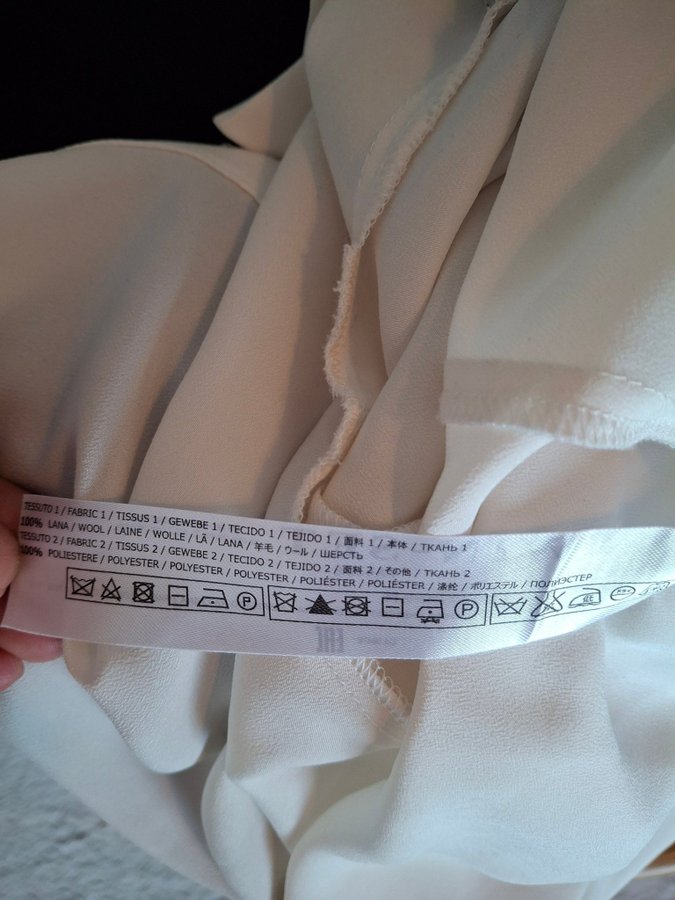 TESSUTO 1 / FABRIC 1 / TISSUS 1 / GEWEBE 1 / TECIDO 1 / TEJIDO 1 / 面料 1 / 本体 / ТКАНЬ 1
100% LANA / WOOL / LAINE / WOLLE / LÃ / LANA / 羊毛 / ウール / ШЕРСТЬ
TESSUTO 2 / FABRIC 2 / TISSUS 2 / GEWEBE 2 / TECIDO 2 / TEJIDO 2 / 面料 2 / その他 / ТКАНЬ 2
100% POLIESTERE / POLYESTER / POLYESTER / POLYESTER / POLIÉSTER / POLIÉSTER / 涤纶 / ポリエステル / ПОЛИЭСТЕР
P P